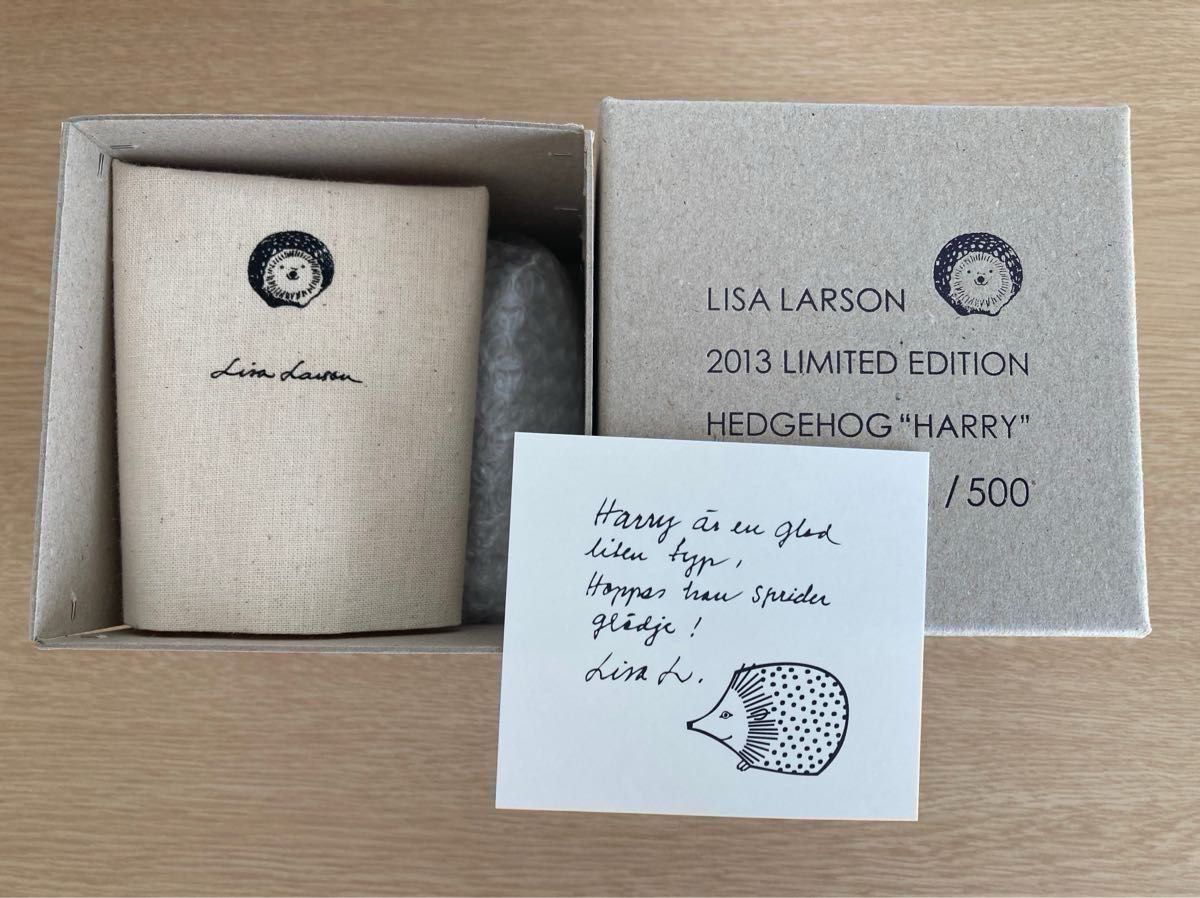 Lisa Larson
LISA LARSON
2013 LIMITED EDITION
HEDGEHOG “HARRY”
/500
Harry är en glad
liten typ,
Hoppas han sprider
glädje!
Lisa L.